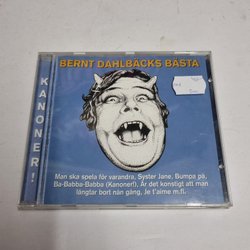 BERNT DAHLBÄCKS BÄSTA
KANONER!
Man ska spela för varandra, Syster Jane, Bumpa på,
Ba-Babba-Babba (Kanoner!), Är det konstigt att man
längtar bort nån gång, Je t'aime m.fl.